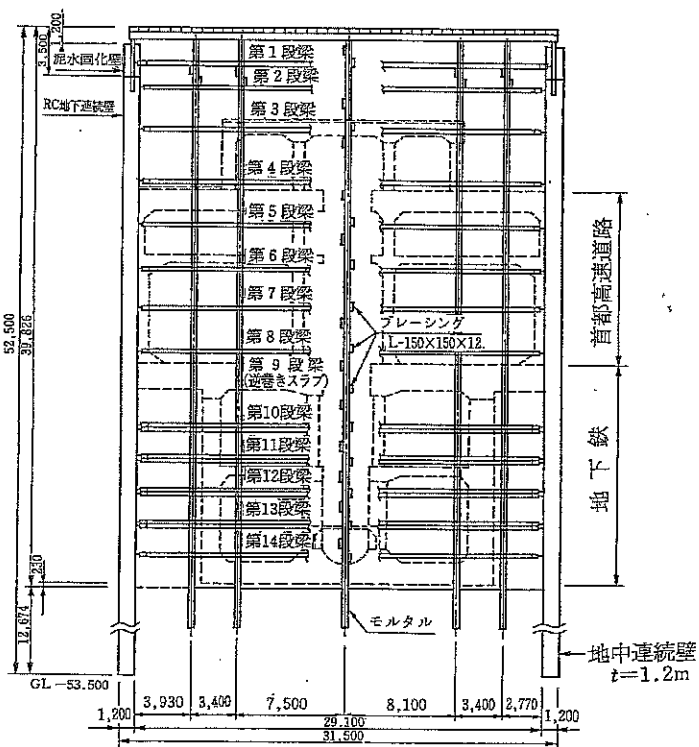 1,200
3,500
泥水固化壁
RC地下連続壁
第1段梁
第2段梁
第3段梁
第4段梁
第5段梁
第6段梁
第7段梁
第8段梁
第9段梁
(逆巻きスラブ)
第10段梁
第11段梁
第12段梁
第13段梁
第14段梁
ブレーシング
L-150×150×12.
首都高速道路
地下鉄
52,500
39,826
230
12,674
モルタル
地中連続壁
t=1.2m
GL-53.500
3,930
3,400
7,500
8,100
3,400
2,770
1,200
29,100
1,200
31,500